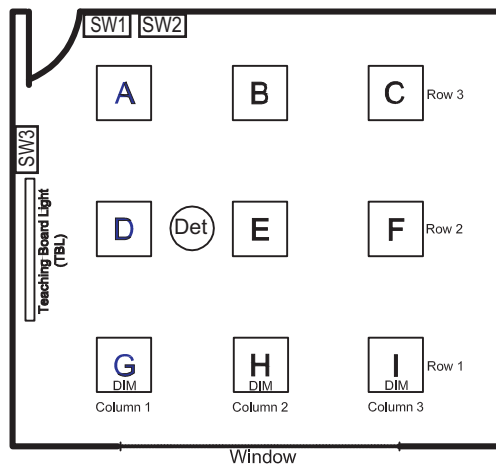 SW1 SW2
A B C Row 3
SW3
Teaching Board Light
(TBL)
D Det E F Row 2
G H I Row 1
DIM DIM DIM
Column 1 Column 2 Column 3
Window